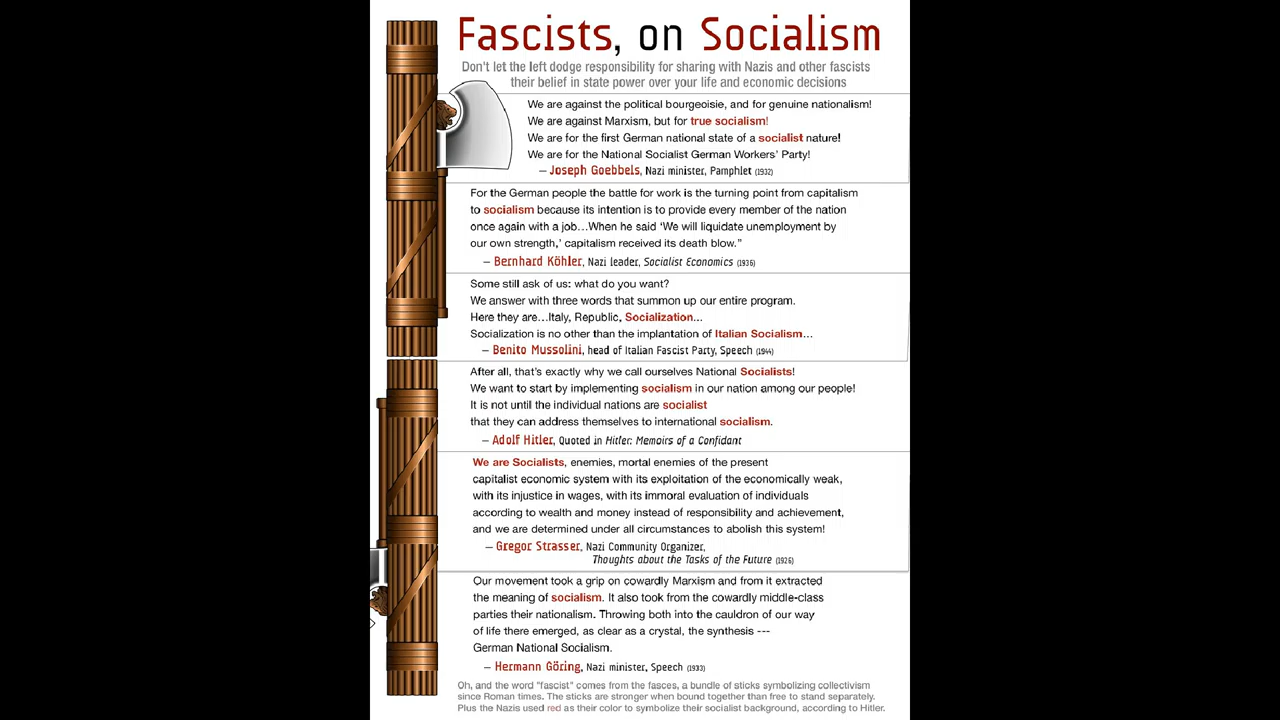 Fascists, on Socialism
Don't let the left dodge responsibility for sharing with Nazis and other fascists
their belief in state power over your life and economic decisions
We are against the political bourgeoisie, and for genuine nationalism!
We are against Marxism, but for true socialism!
We are for the first German national state of a socialist nature!
We are for the National Socialist German Workers' Party!
— Joseph Goebbels, Nazi minister, Pamphlet (1932)
For the German people the battle for work is the turning point from capitalism
to socialism because its intention is to provide every member of the nation
once again with a job…When he said ‘We will liquidate unemployment by
our own strength,’ capitalism received its death blow.”
— Bernhard Köhler, Nazi leader, Socialist Economics (1936)
Some still ask of us: what do you want?
We answer with three words that summon up our entire program.
Here they are…Italy, Republic, Socialization…
Socialization is no other than the implantation of Italian Socialism…
— Benito Mussolini, head of Italian Fascist Party, Speech (1944)
After all, that's exactly why we call ourselves National Socialists!
We want to start by implementing socialism in our nation among our people!
It is not until the individual nations are socialist
that they can address themselves to international socialism.
— Adolf Hitler, Quoted in Hitler: Memoirs of a Confidant
We are Socialists, enemies, mortal enemies of the present
capitalist economic system with its exploitation of the economically weak,
with its injustice in wages, with its immoral evaluation of individuals
according to wealth and money instead of responsibility and achievement,
and we are determined under all circumstances to abolish this system!
— Gregor Strasser, Nazi Community Organizer,
Thoughts about the Tasks of the Future (1926)
Our movement took a grip on cowardly Marxism and from it extracted
the meaning of socialism. It also took from the cowardly middle-class
parties their nationalism. Throwing both into the cauldron of our way
of life there emerged, as clear as a crystal, the synthesis ---
German National Socialism.
— Hermann Göring, Nazi minister, Speech (1933)
Oh, and the word "fascist" comes from the fasces, a bundle of sticks symbolizing collectivism
since Roman times. The sticks are stronger when bound together than free to stand separately.
Plus the Nazis used red as their color to symbolize their socialist background, according to Hitler.